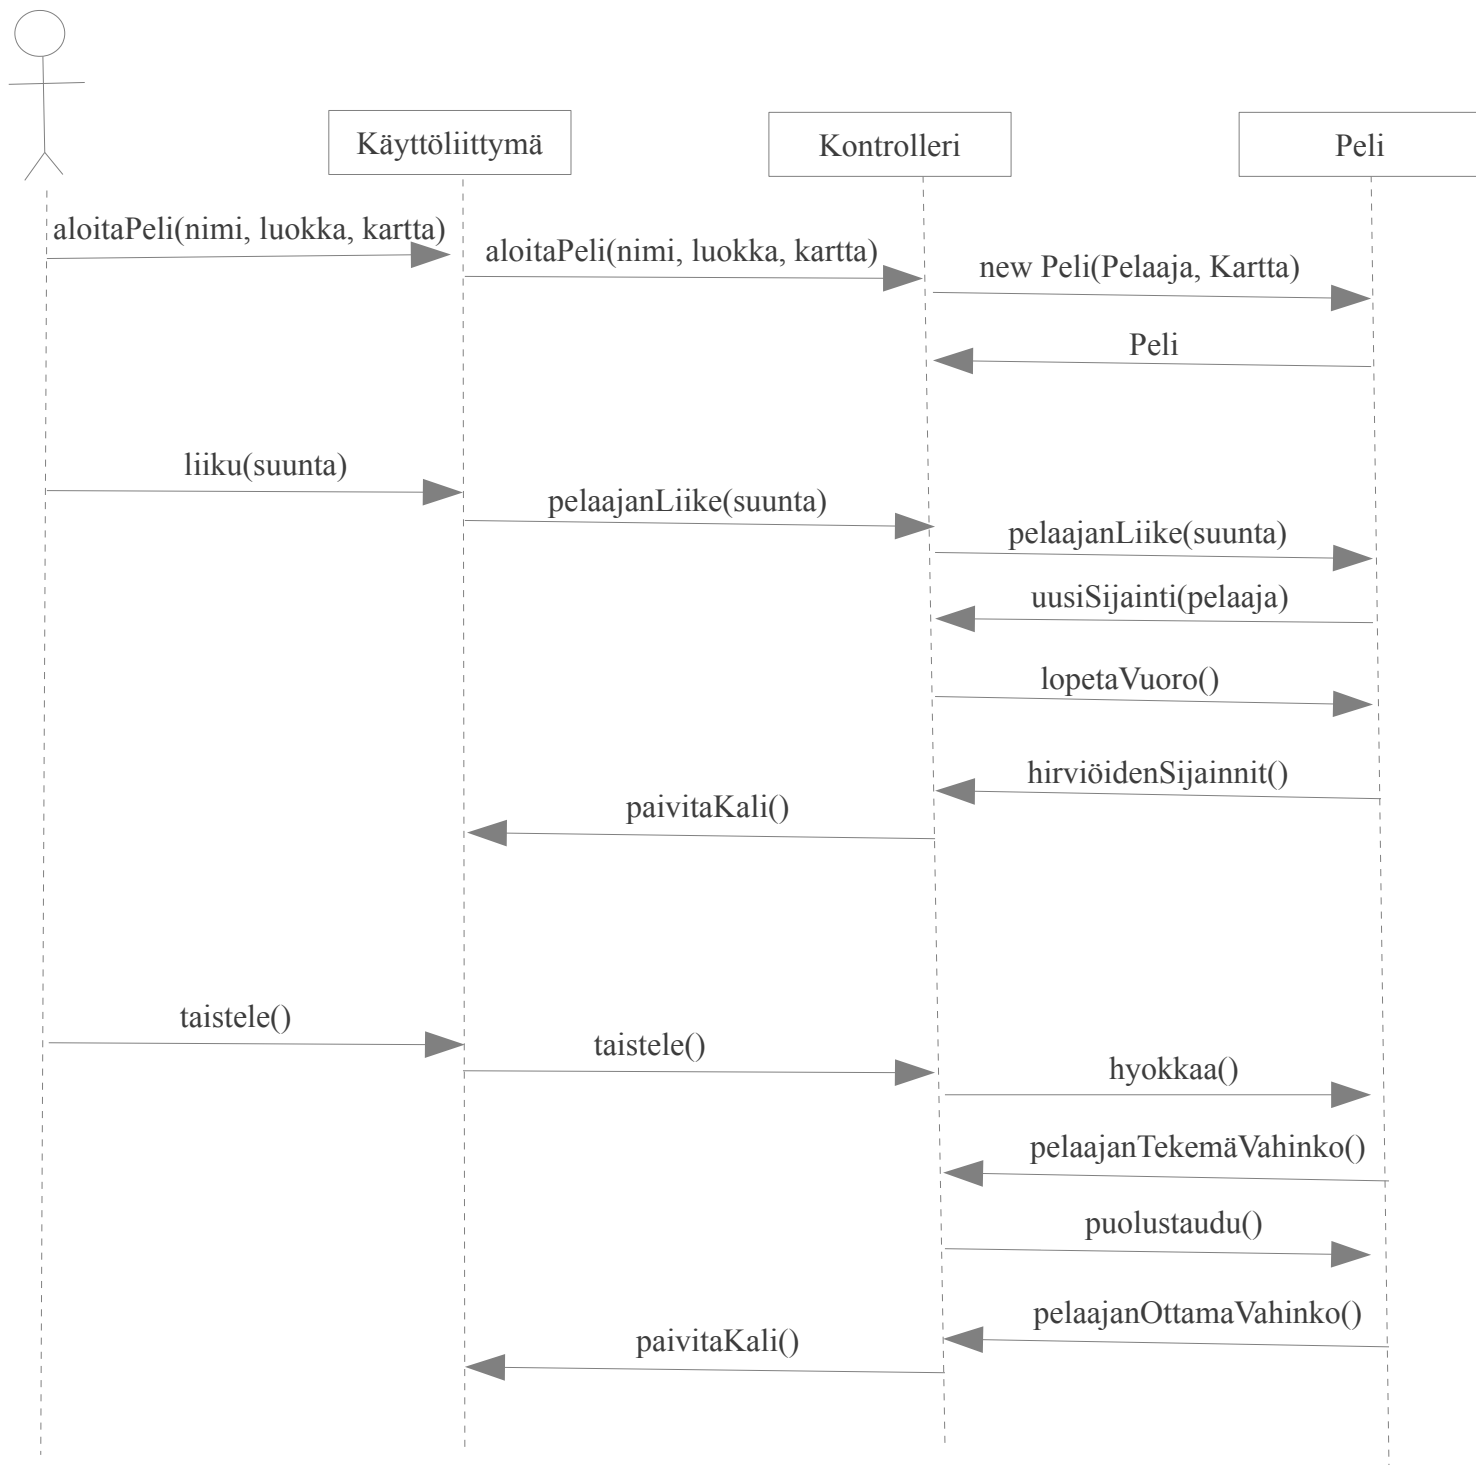 Käyttöliittymä
Kontrolleri
Peli
aloitaPeli(nimi, luokka, kartta)
aloitaPeli(nimi, luokka, kartta)
new Peli(Pelaaja, Kartta)
Peli
liiku(suunta)
pelaajanLiike(suunta)
pelaajanLiike(suunta)
uusiSijainti(pelaaja)
lopetaVuoro()
hirviöidenSijainnit()
paivitaKali()
taistele()
taistele()
hyokkaa()
pelaajanTekemäVahinko()
puolustaudu()
pelaajanOttamaVahinko()
paivitaKali()